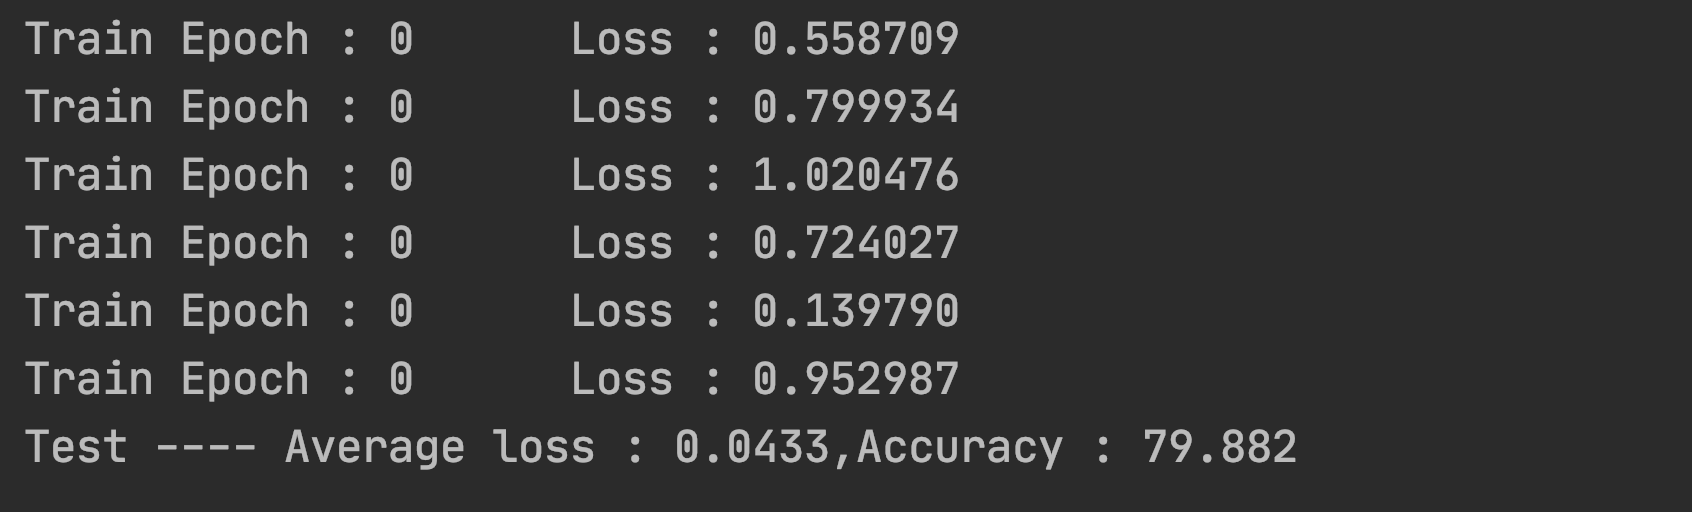 Train Epoch : 0      Loss : 0.558709
Train Epoch : 0      Loss : 0.799934
Train Epoch : 0      Loss : 1.020476
Train Epoch : 0      Loss : 0.724027
Train Epoch : 0      Loss : 0.139790
Train Epoch : 0      Loss : 0.952987
Test ---- Average loss : 0.0433,Accuracy : 79.882